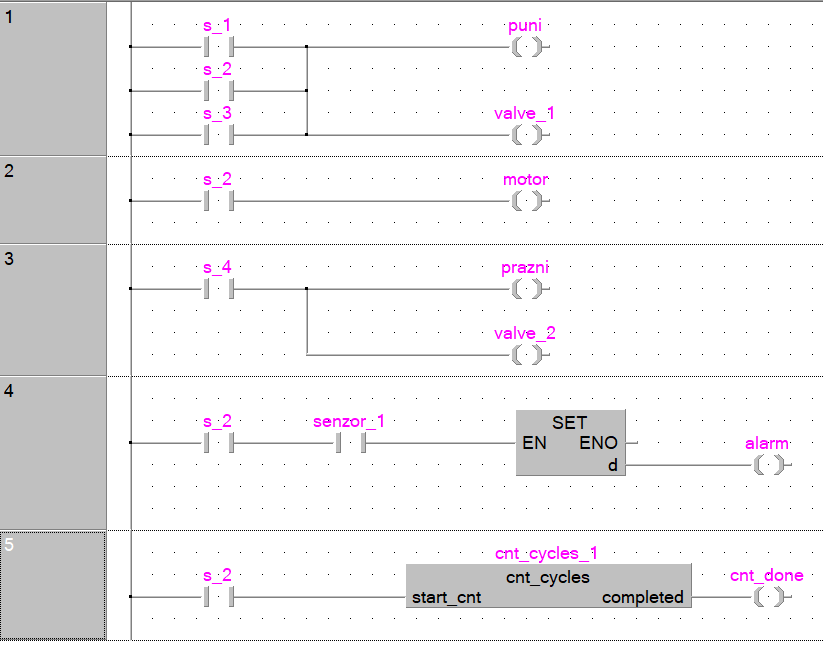 1
s_1 puni
s_2
s_3 valve_1
2
s_2 motor
3
s_4 prazni
valve_2
4
s_2 senzor_1 SET
EN ENO alarm
d
5
cnt_cycles_1
s_2 cnt_cycles cnt_done
start_cnt completed